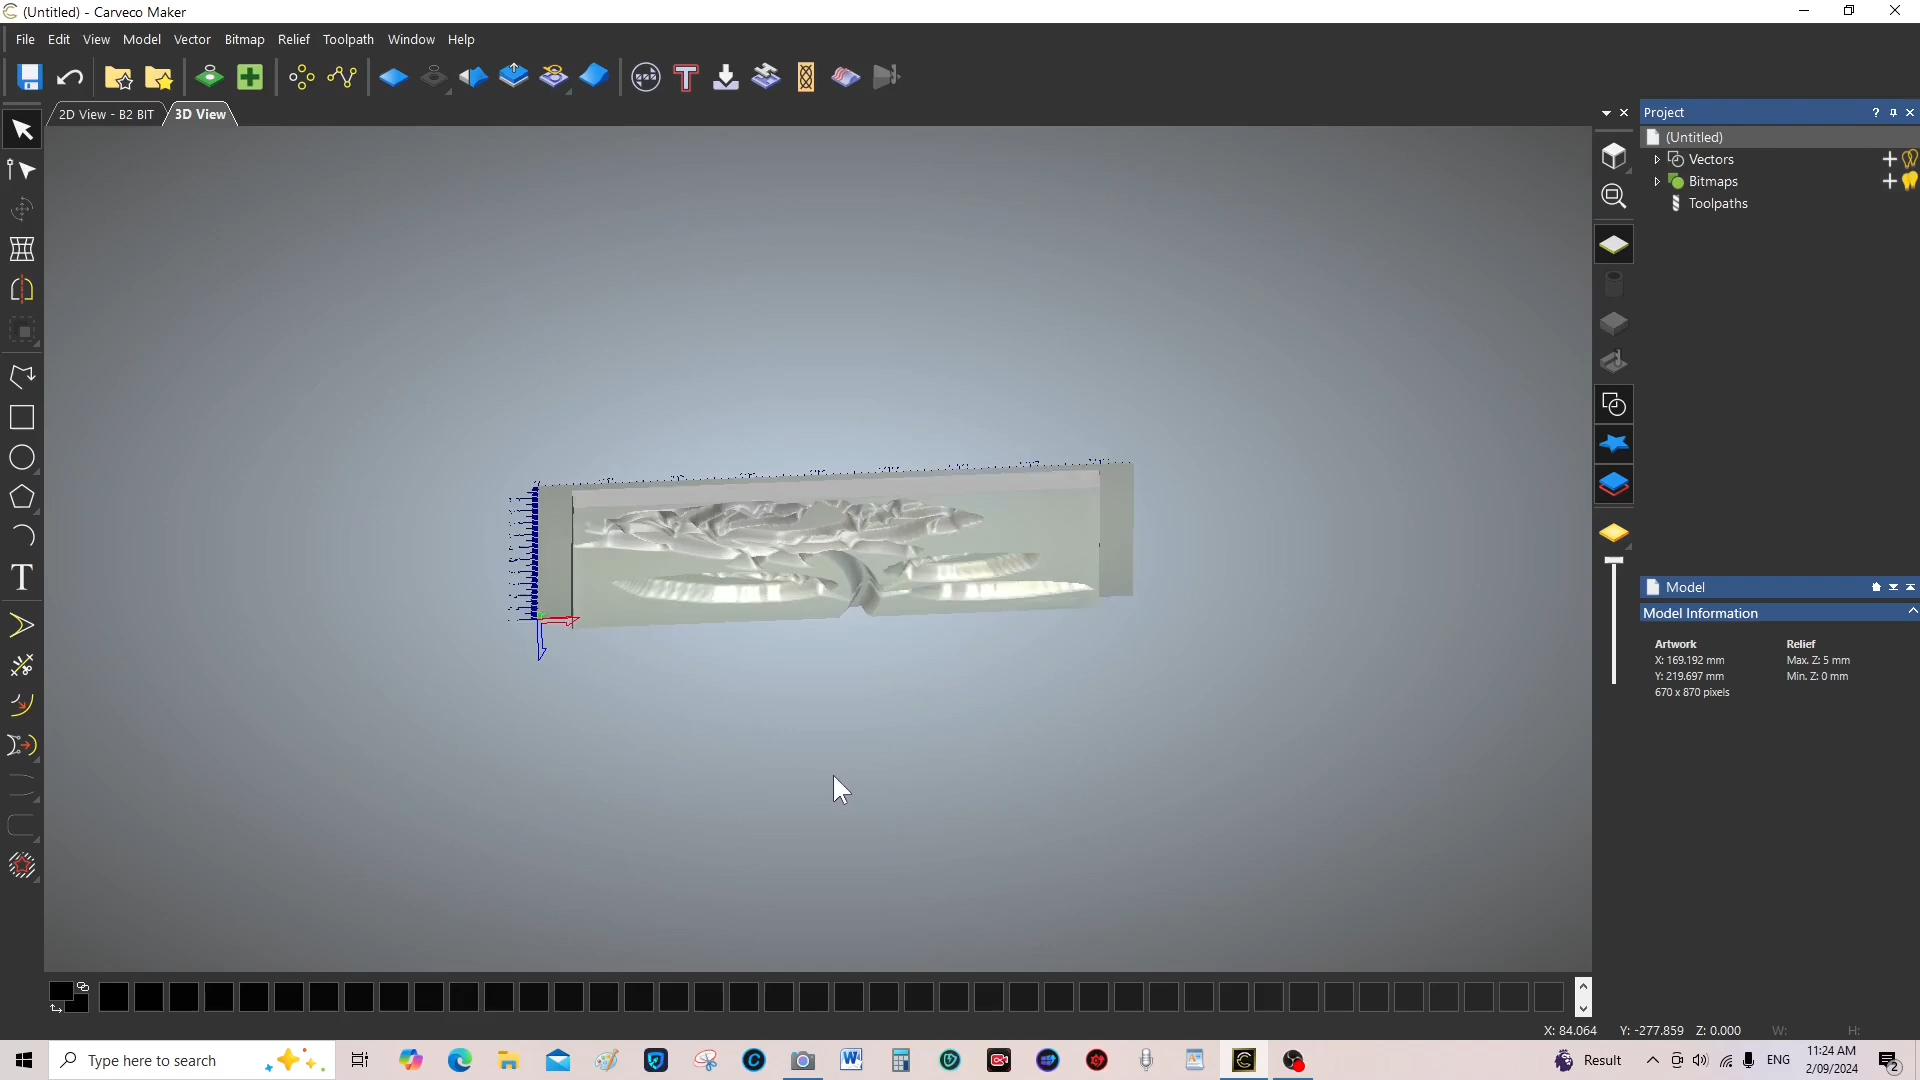 (Untitled) - Carveco Maker
File Edit View Model Vector Bitmap Relief Toolpath Window Help
2D View - B2 BIT
3D View
Project
(Untitled)
Vectors
Bitmaps
Toolpaths
Model
Model Information
Artwork
X: 169.192 mm
Y: 219.697 mm
670 x 870 pixels
Relief
Max. Z: 5 mm
Min. Z: 0 mm
X: 84.064 Y: -277.859 Z: 0.000 W: H:
Type here to search
Result
ENG
11:24 AM
2/09/2024
2